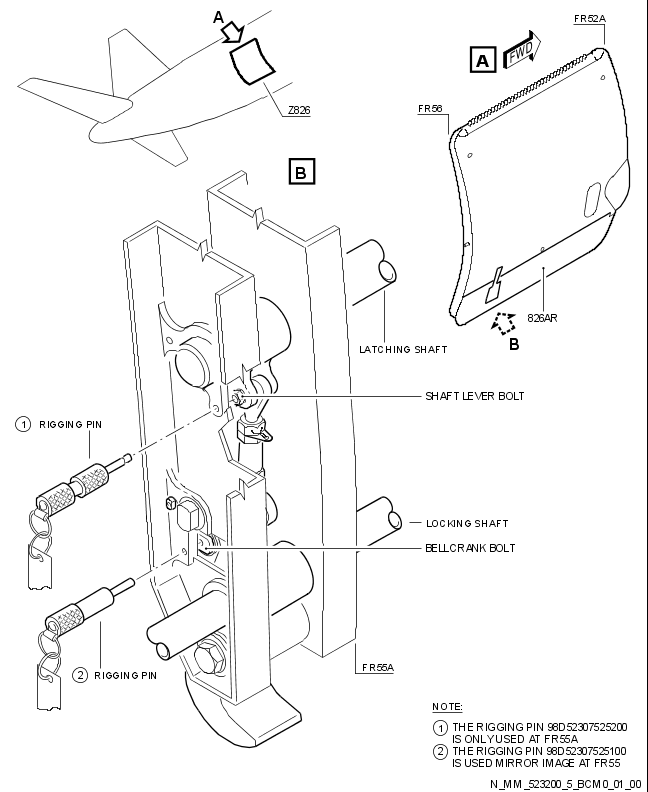 A
Z826
FR52A
A
FWD
FR56
826AR
B
B
LATCHING SHAFT
SHAFT LEVER BOLT
1 RIGGING PIN
LOCKING SHAFT
BELLCRANK BOLT
FR55A
2 RIGGING PIN
NOTE:
1 THE RIGGING PIN 98D52307525200
IS ONLY USED AT FR55A
2 THE RIGGING PIN 98D52307525100
IS USED MIRROR IMAGE AT FR55
N_MM_523200_5_BCM0_01_00